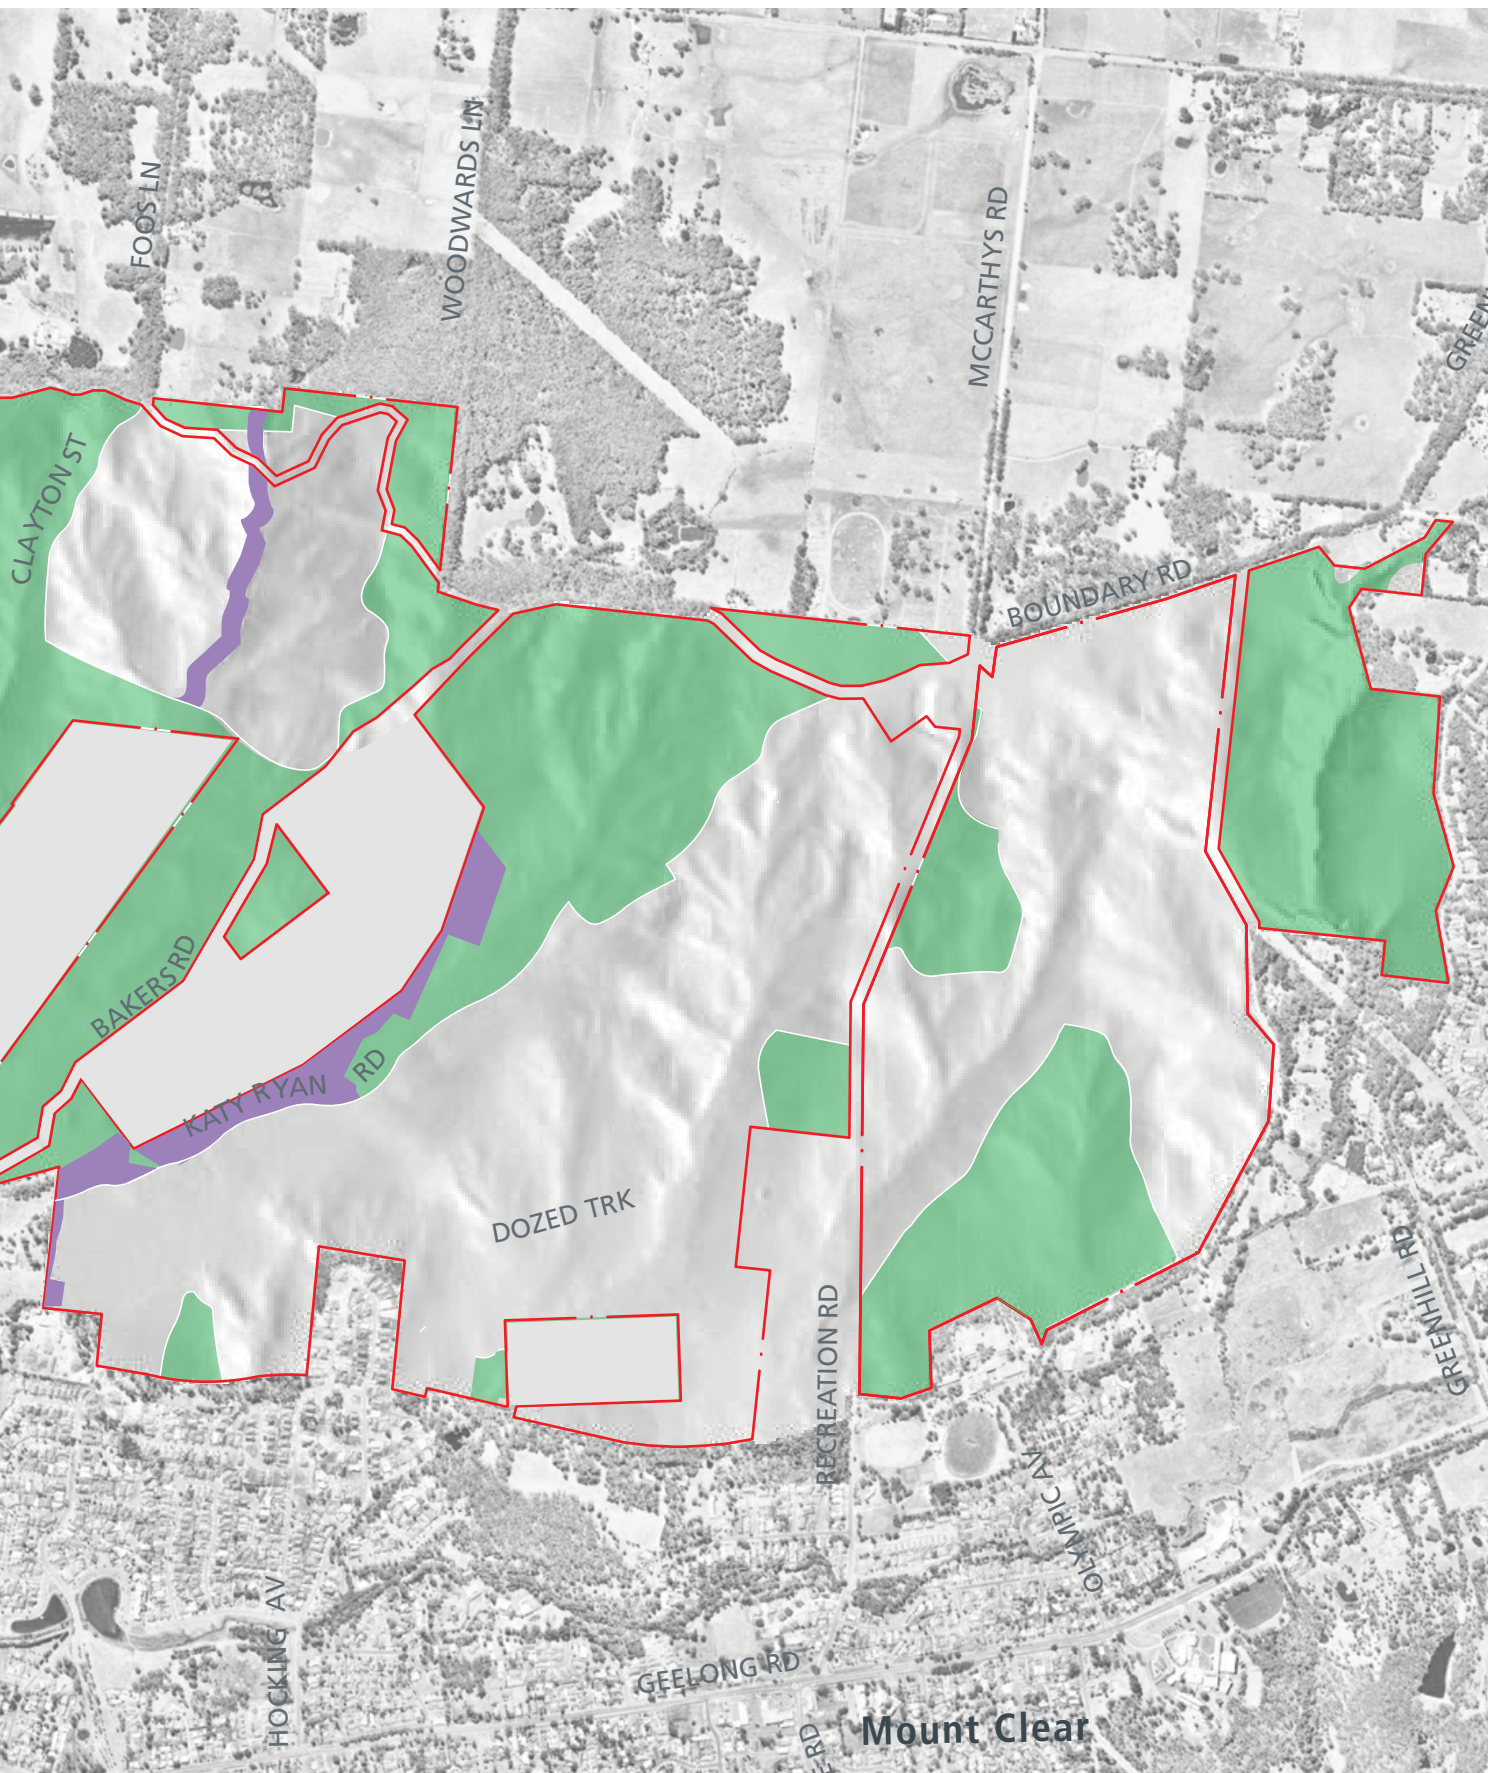 WOODWARDS LN
FOOS LN
MCCARTHYS RD
CLAYTON ST
BOUNDARY RD
BAKERS RD
KATY RYAN RD
DOZED TRK
RECREATION RD
GREENHILL RD
OLYMPIC AV
HOCKING AV
GEELONG RD
Mount Clear
RD